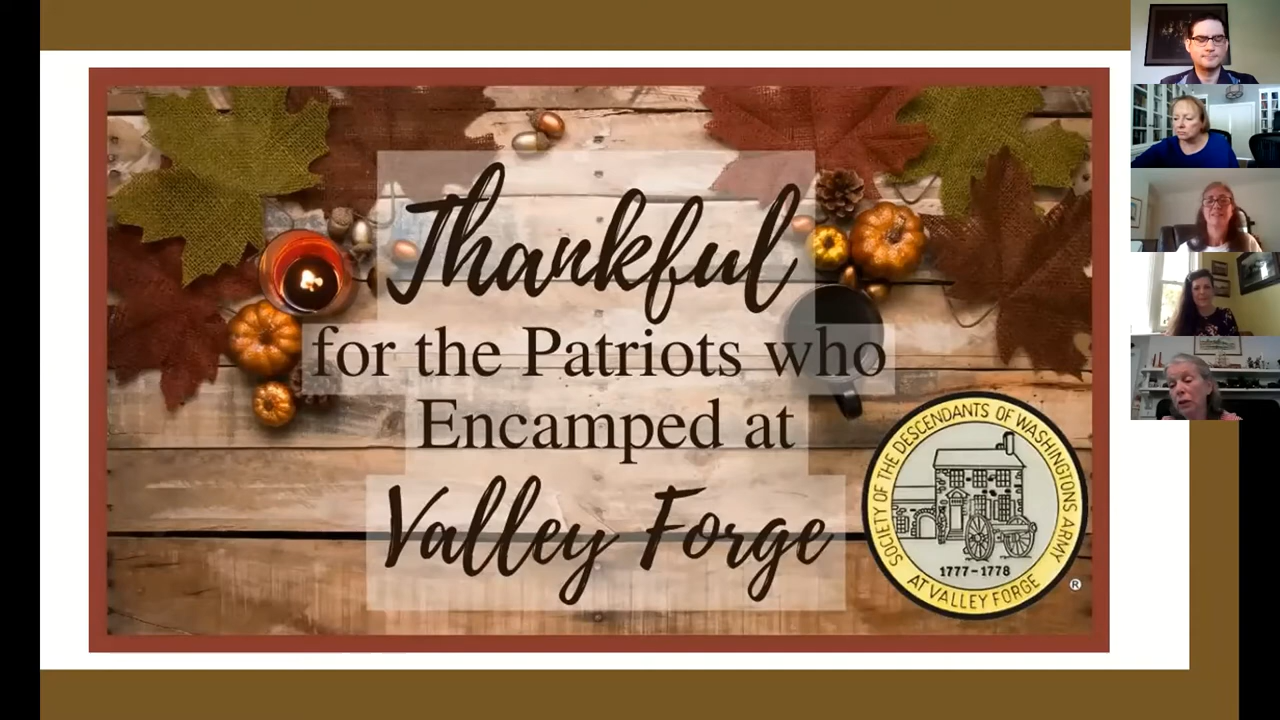 Thankful
for the Patriots who
Encamped at
Valley Forge
SOCIETY OF THE DESCENDANTS OF WASHINGTONS ARMY
1777-1778
AT VALLEY FORGE
®